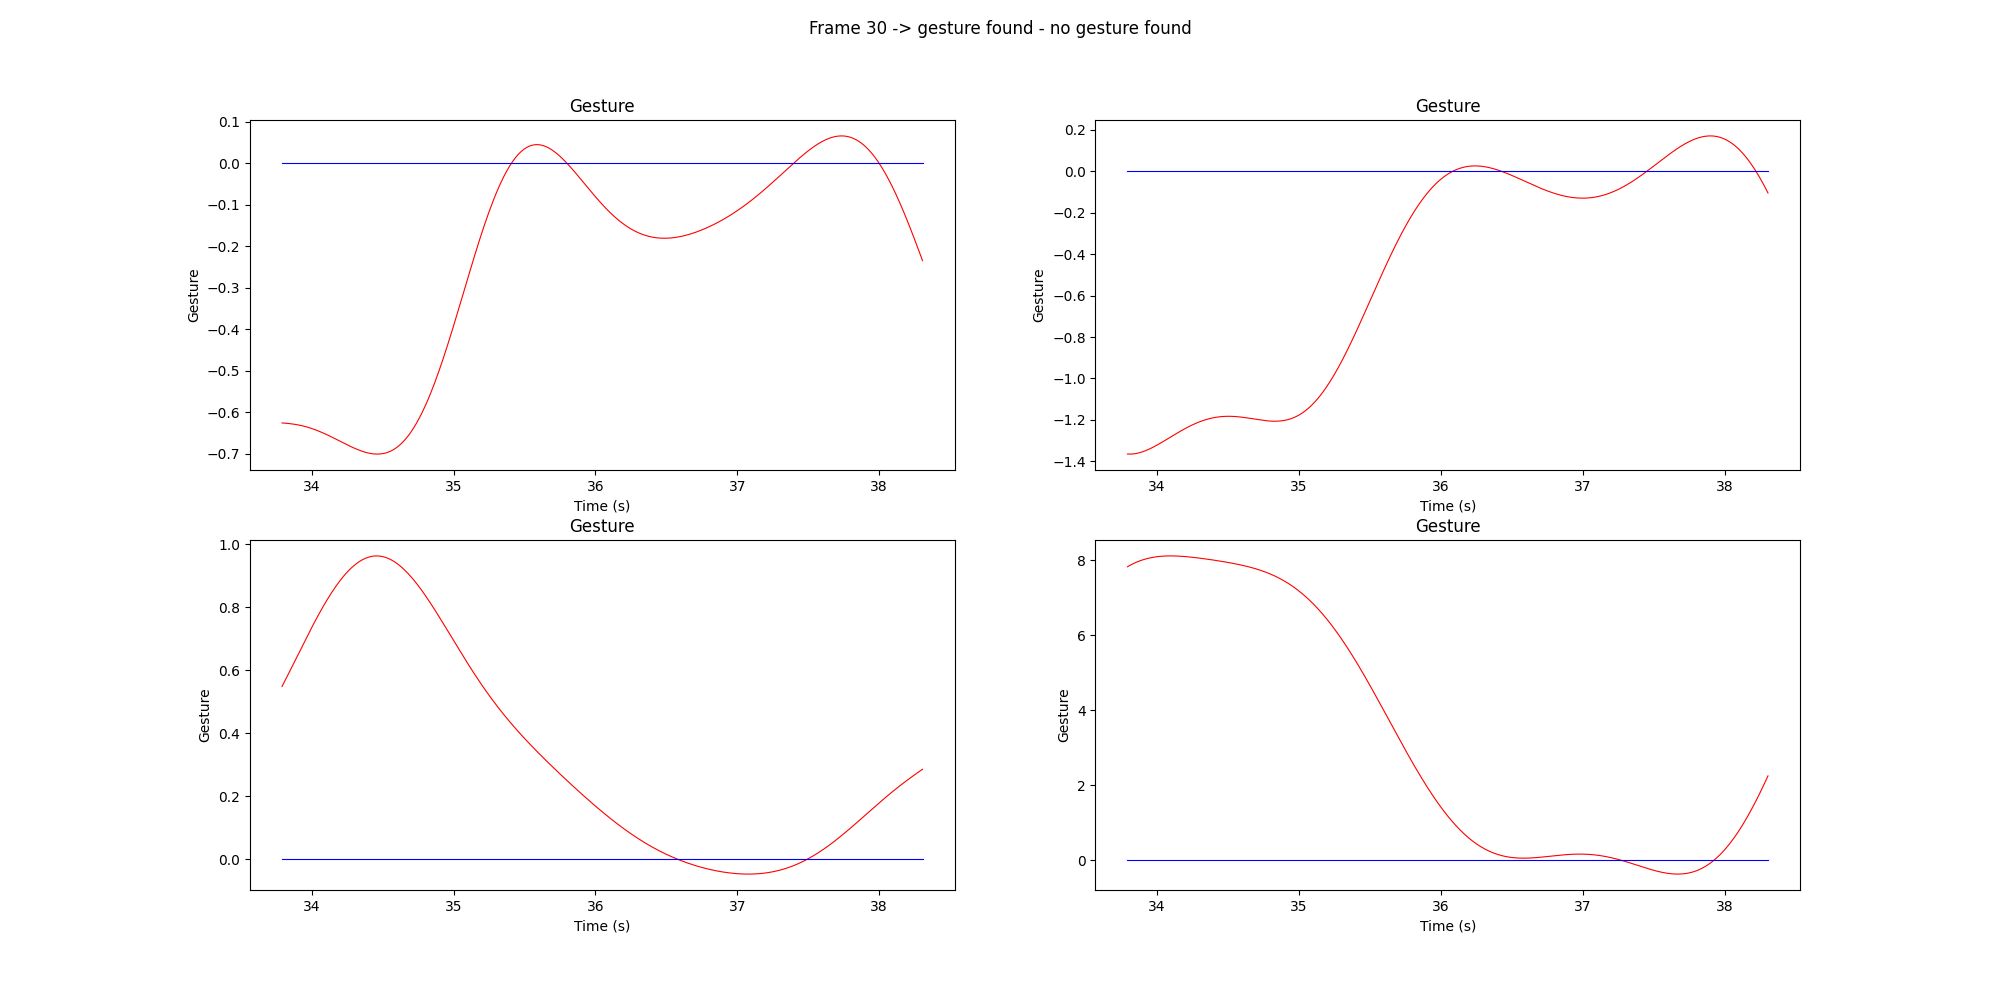 Frame 30 -> gesture found - no gesture found
Gesture
0.1
0.0
−0.1
−0.2
−0.3
−0.4
−0.5
−0.6
−0.7
Gesture
34 35 36 37 38
Time (s)
Gesture
0.2
0.0
−0.2
−0.4
−0.6
−0.8
−1.0
−1.2
−1.4
Gesture
34 35 36 37 38
Time (s)
Gesture
1.0
0.8
0.6
0.4
0.2
0.0
Gesture
34 35 36 37 38
Time (s)
Gesture
8
6
4
2
0
Gesture
34 35 36 37 38
Time (s)